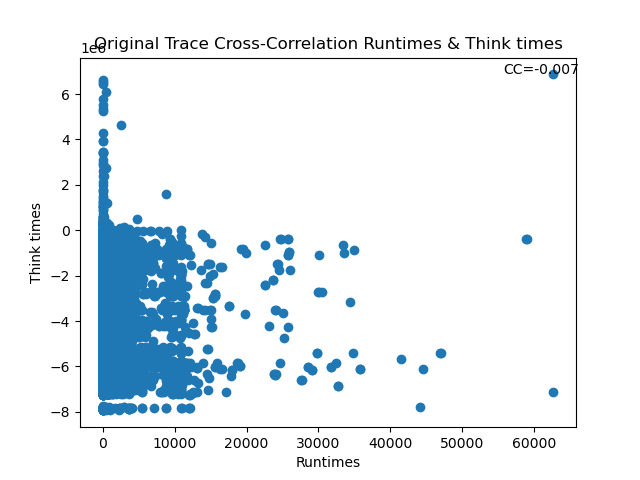 Original Trace Cross-Correlation Runtimes & Think times
1e6
CC=-0.007
6
4
2
0
−2
−4
−6
−8
Think times
0 10000 20000 30000 40000 50000 60000
Runtimes